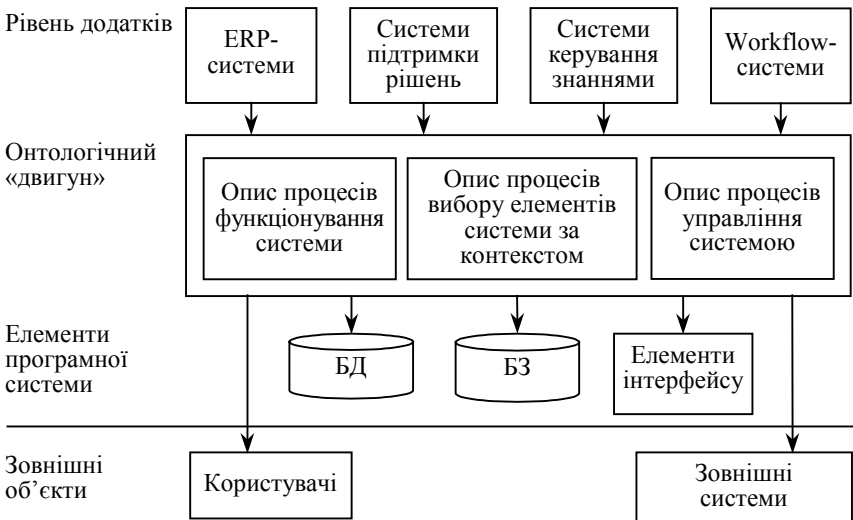 Рівень додатків
ERP-
системи
Системи
підтримки
рішень
Системи
керування
знаннями
Workflow-
системи
Онтологічний
«двигун»
Опис процесів
функціонування
системи
Опис процесів
вибору елементів
системи за
контекстом
Опис процесів
управління
системою
Елементи
програмної
системи
БД
БЗ
Елементи
інтерфейсу
Зовнішні
об’єкти
Користувачі
Зовнішні
системи